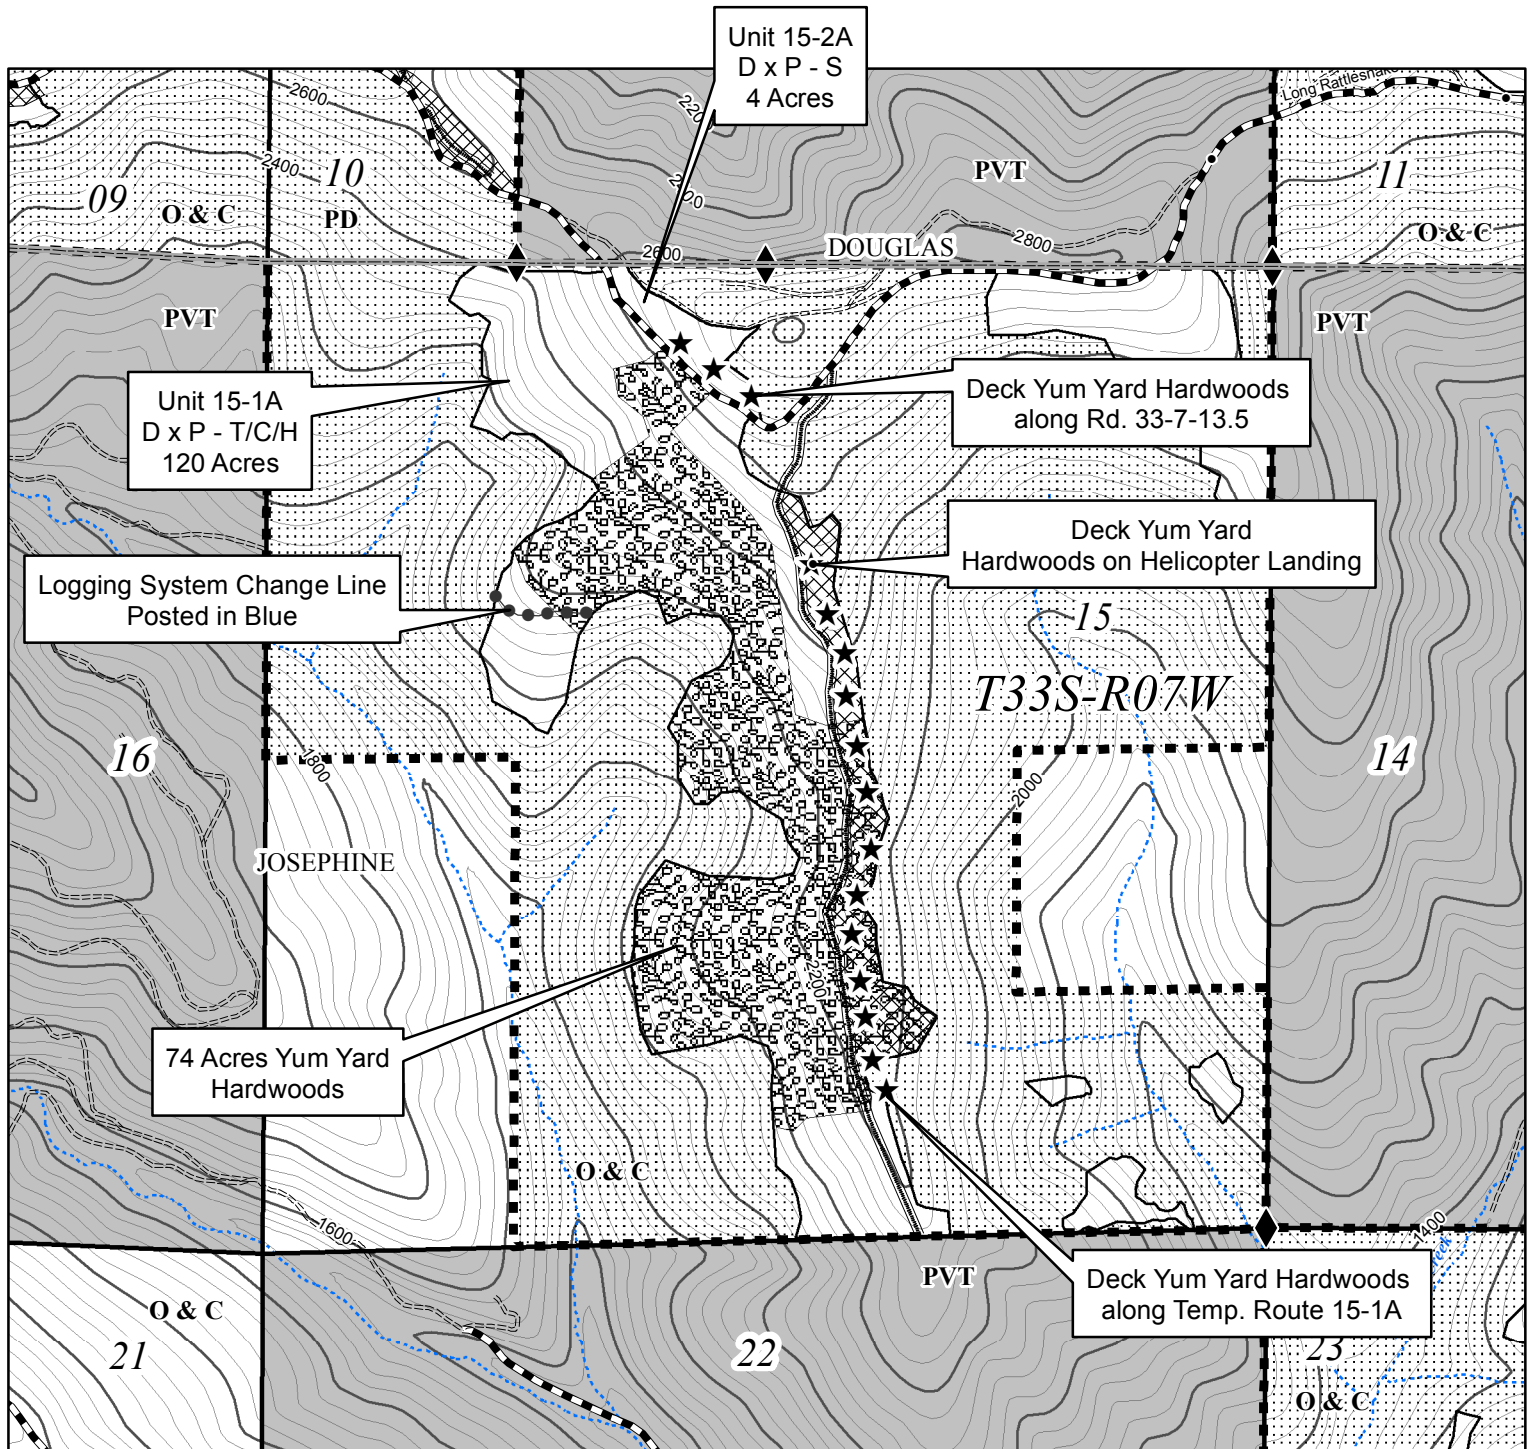 Unit 15-2A
D x P - S
4 Acres
Long Rattlesnake
2600
2200
2400
2400
2600
2800
09
10
11
O & C
PD
PVT
O & C
DOUGLAS
PVT
PVT
Unit 15-1A
D x P - T/C/H
120 Acres
Deck Yum Yard Hardwoods
along Rd. 33-7-13.5
Deck Yum Yard
Hardwoods on Helicopter Landing
Logging System Change Line
Posted in Blue
15
T33S-R07W
16
14
1800
2000
JOSEPHINE
2200
74 Acres Yum Yard
Hardwoods
O & C
1600
1400
PVT
Deck Yum Yard Hardwoods
along Temp. Route 15-1A
O & C
21
22
23
O & C